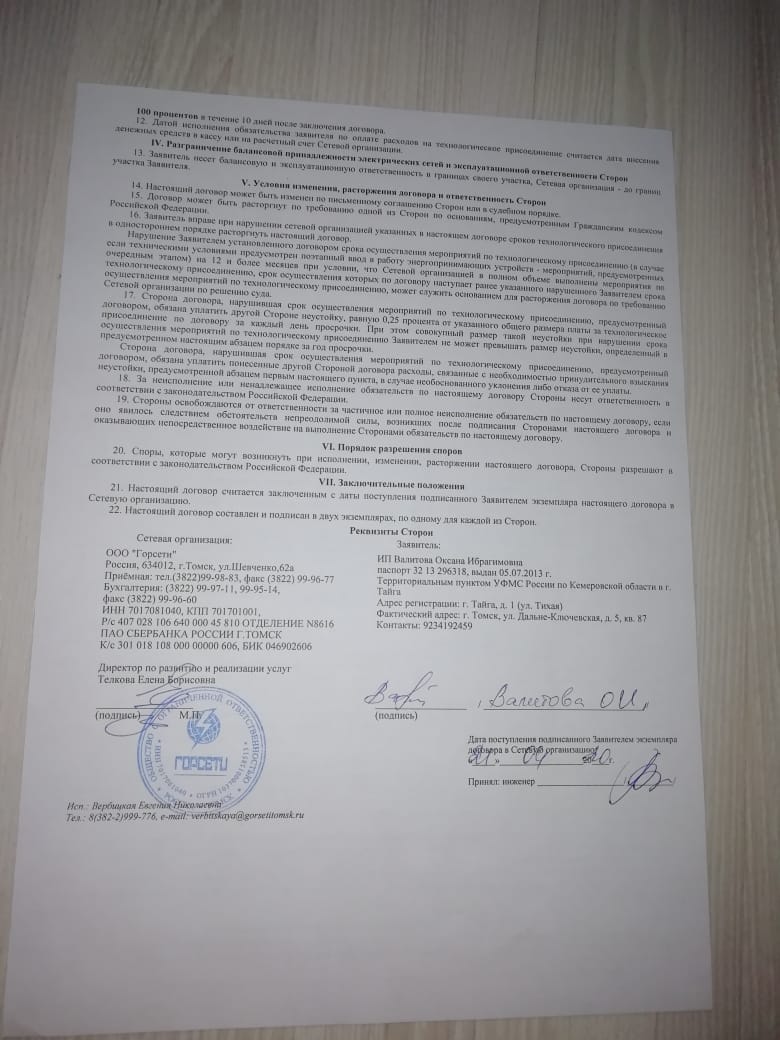 100 процентов в течение 10 дней после заключения договора.
12. Датой исполнения обязательства заявителя по оплате расходов на технологическое присоединение считается дата внесения
денежных средств в кассу или на расчетный счет Сетевой организации.
IV. Разграничение балансовой принадлежности электрических сетей и эксплуатационной ответственности Сторон
13. Заявитель несет балансовую и эксплуатационную ответственность в границах своего участка, Сетевая организация - до границ
участка Заявителя.
V. Условия изменения, расторжения договора и ответственность Сторон
14. Настоящий договор может быть изменен по письменному соглашению Сторон или в судебном порядке.
15. Договор может быть расторгнут по требованию одной из Сторон по основаниям, предусмотренным Гражданским кодексом
Российской Федерации.
16. Заявитель вправе при нарушении сетевой организацией указанных в настоящем договоре сроков технологического присоединения
в одностороннем порядке расторгнуть настоящий договор.
Нарушение Заявителем установленного договором срока осуществления мероприятий по технологическому присоединению (в случае
если техническими условиями предусмотрен поэтапный ввод в работу энергопринимающих устройств - мероприятий, предусмотренных
очередным этапом) на 12 и более месяцев при условии, что Сетевой организацией в полном объеме выполнены мероприятия по
технологическому присоединению, срок осуществления которых по договору наступает ранее указанного нарушенного Заявителем срока
осуществления мероприятий по технологическому присоединению, может служить основанием для расторжения договора по требованию
Сетевой организации по решению суда.
17. Сторона договора, нарушившая срок осуществления мероприятий по технологическому присоединению, предусмотренный
договором, обязана уплатить другой Стороне неустойку, равную 0,25 процента от указанного общего размера платы за технологическое
присоединение по договору за каждый день просрочки. При этом совокупный размер такой неустойки при нарушении срока
осуществления мероприятий по технологическому присоединению Заявителем не может превышать размер неустойки, определенный в
предусмотренном настоящим абзацем порядке за год просрочки.
Сторона договора, нарушившая срок осуществления мероприятий по технологическому присоединению, предусмотренный
договором, обязана уплатить понесенные другой Стороной договора расходы, связанные с необходимостью принудительного взыскания
неустойки, предусмотренной абзацем первым настоящего пункта, в случае необоснованного уклонения либо отказа от ее уплаты.
18. За неисполнение или ненадлежащее исполнение обязательств по настоящему договору Стороны несут ответственность в
соответствии с законодательством Российской Федерации.
19. Стороны освобождаются от ответственности за частичное или полное неисполнение обязательств по настоящему договору, если
оно явилось следствием обстоятельств непреодолимой силы, возникших после подписания Сторонами настоящего договора и
оказывающих непосредственное воздействие на выполнение Сторонами обязательств по настоящему договору.
VI. Порядок разрешения споров
20. Споры, которые могут возникнуть при исполнении, изменении, расторжении настоящего договора, Стороны разрешают в
соответствии с законодательством Российской Федерации.
VII. Заключительные положения
21. Настоящий договор считается заключенным с даты поступления подписанного Заявителем экземпляра настоящего договора в
Сетевую организацию.
22. Настоящий договор составлен и подписан в двух экземплярах, по одному для каждой из Сторон.
Реквизиты Сторон
Сетевая организация:
ООО "Горсети"
Россия, 634012, г.Томск, ул.Шевченко,62а
Приёмная: тел.(3822)99-98-83, факс (3822) 99-96-77
Бухгалтерия: (3822) 99-97-11, 99-95-14,
факс (3822) 99-96-60
ИНН 7017081040, КПП 701701001,
Р/с 407 028 106 640 000 45 810 ОТДЕЛЕНИЕ N8616
ПАО СБЕРБАНКА РОССИИ Г.ТОМСК
К/с 301 018 108 000 00000 606, БИК 046902606
Директор по развитию и реализации услуг
Телкова Елена Борисовна
(подпись) М.П.
Заявитель:
ИП Валитова Оксана Ибрагимовна
паспорт 32 13 296318, выдан 05.07.2013 г.
Территориальным пунктом УФМС России по Кемеровской области в г.
Тайга
Адрес регистрации: г. Тайга, д. 1 (ул. Тихая)
Фактический адрес: г. Томск, ул. Дальне-Ключевская, д. 5, кв. 87
Контакты: 9234192459
Валитова ОИ
(подпись)
Дата поступления подписанного Заявителем экземпляра
договора в Сетевую организацию:
Принял: инженер
ГОРСЕТИ
Исп.: Вербицкая Евгения Николаевна
Тел.: 8(382-2)999-776, e-mail: verbitskaya@gorsetitomsk.ru